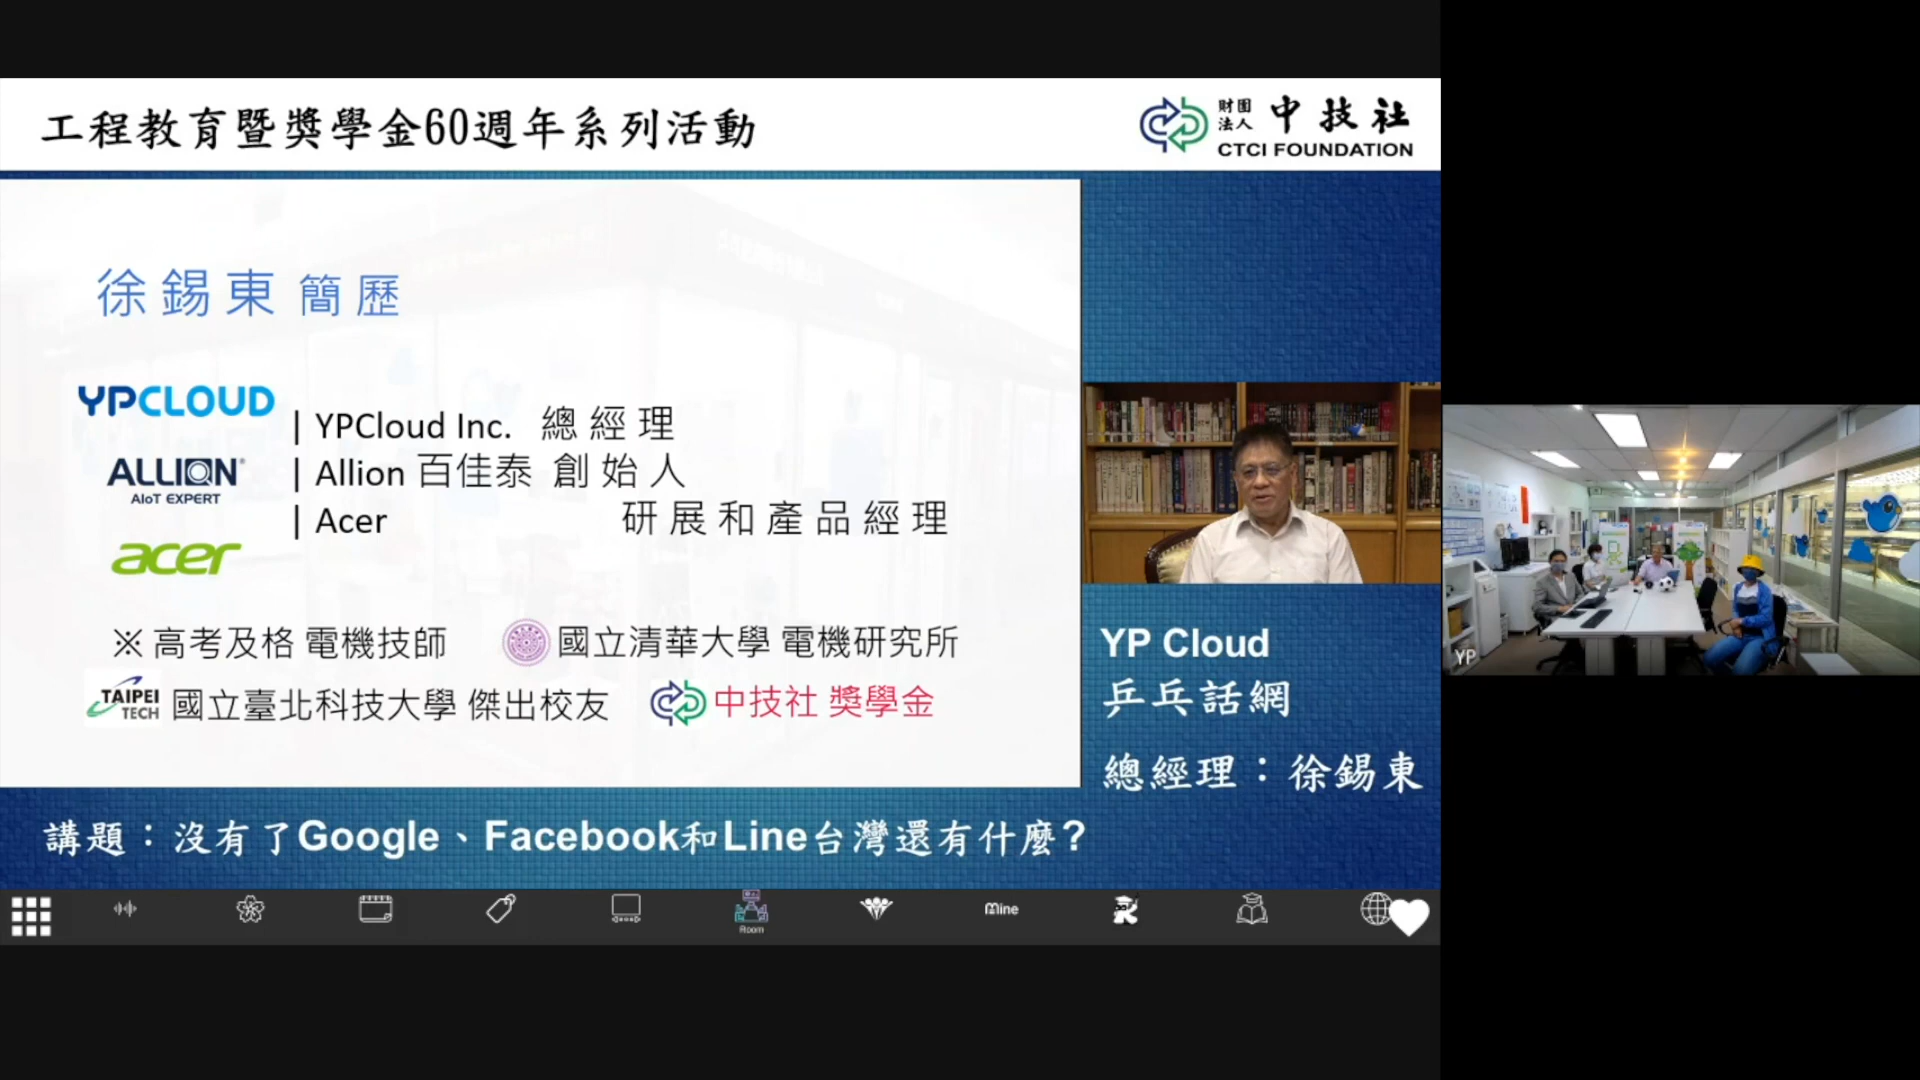 工程教育暨獎學金60週年系列活動
財團法人 中技社
CTCI FOUNDATION
徐錫東 簡歷
YPCLOUD
| YPCloud Inc. 總經理
ALLION®
AIoT EXPERT
| Allion 百佳泰 創始人
| Acer 研展和產品經理
acer
※ 高考及格 電機技師
國立清華大學 電機研究所
TAIPEI TECH
國立臺北科技大學 傑出校友
中技社 獎學金
YP Cloud
乒乓話網
總經理：徐錫東
講題：沒有了Google、Facebook和Line台灣還有什麼?
Room
mine
YP